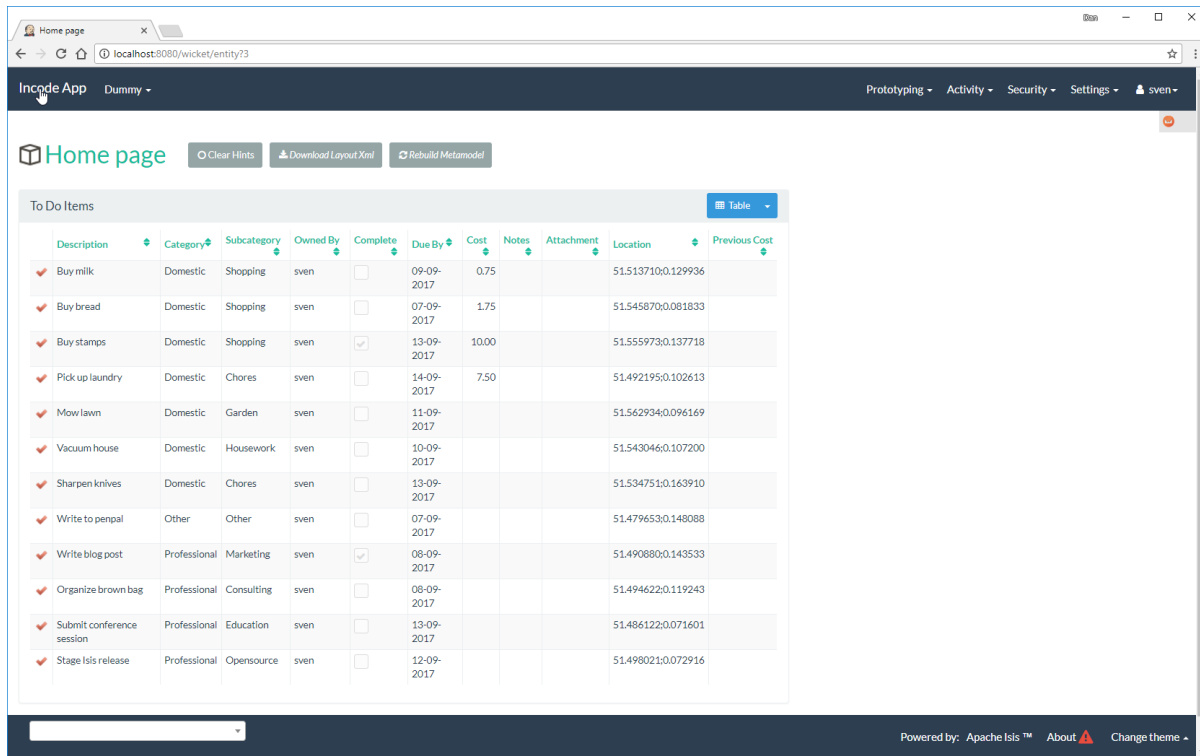 Home page
Dan
localhost:8080/wicket/entity?3
Incode App Dummy Prototyping Activity Security Settings sven
Home page Clear Hints Download Layout Xml Rebuild Metamodel
To Do Items Table
Description Category Subcategory Owned By Complete Due By Cost Notes Attachment Location Previous Cost
Buy milk Domestic Shopping sven 09-09-2017 0.75 51.513710;0.129936
Buy bread Domestic Shopping sven 07-09-2017 1.75 51.545870;0.081833
Buy stamps Domestic Shopping sven 13-09-2017 10.00 51.555973;0.137718
Pick up laundry Domestic Chores sven 14-09-2017 7.50 51.492195;0.102613
Mow lawn Domestic Garden sven 11-09-2017 51.562934;0.096169
Vacuum house Domestic Housework sven 10-09-2017 51.543046;0.107200
Sharpen knives Domestic Chores sven 13-09-2017 51.534751;0.163910
Write to penpal Other Other sven 07-09-2017 51.479653;0.148088
Write blog post Professional Marketing sven 08-09-2017 51.490880;0.143533
Organize brown bag Professional Consulting sven 08-09-2017 51.494622;0.119243
Submit conference session Professional Education sven 13-09-2017 51.486122;0.071601
Stage Isis release Professional Opensource sven 12-09-2017 51.498021;0.072916
Powered by: Apache Isis ™ About Change theme